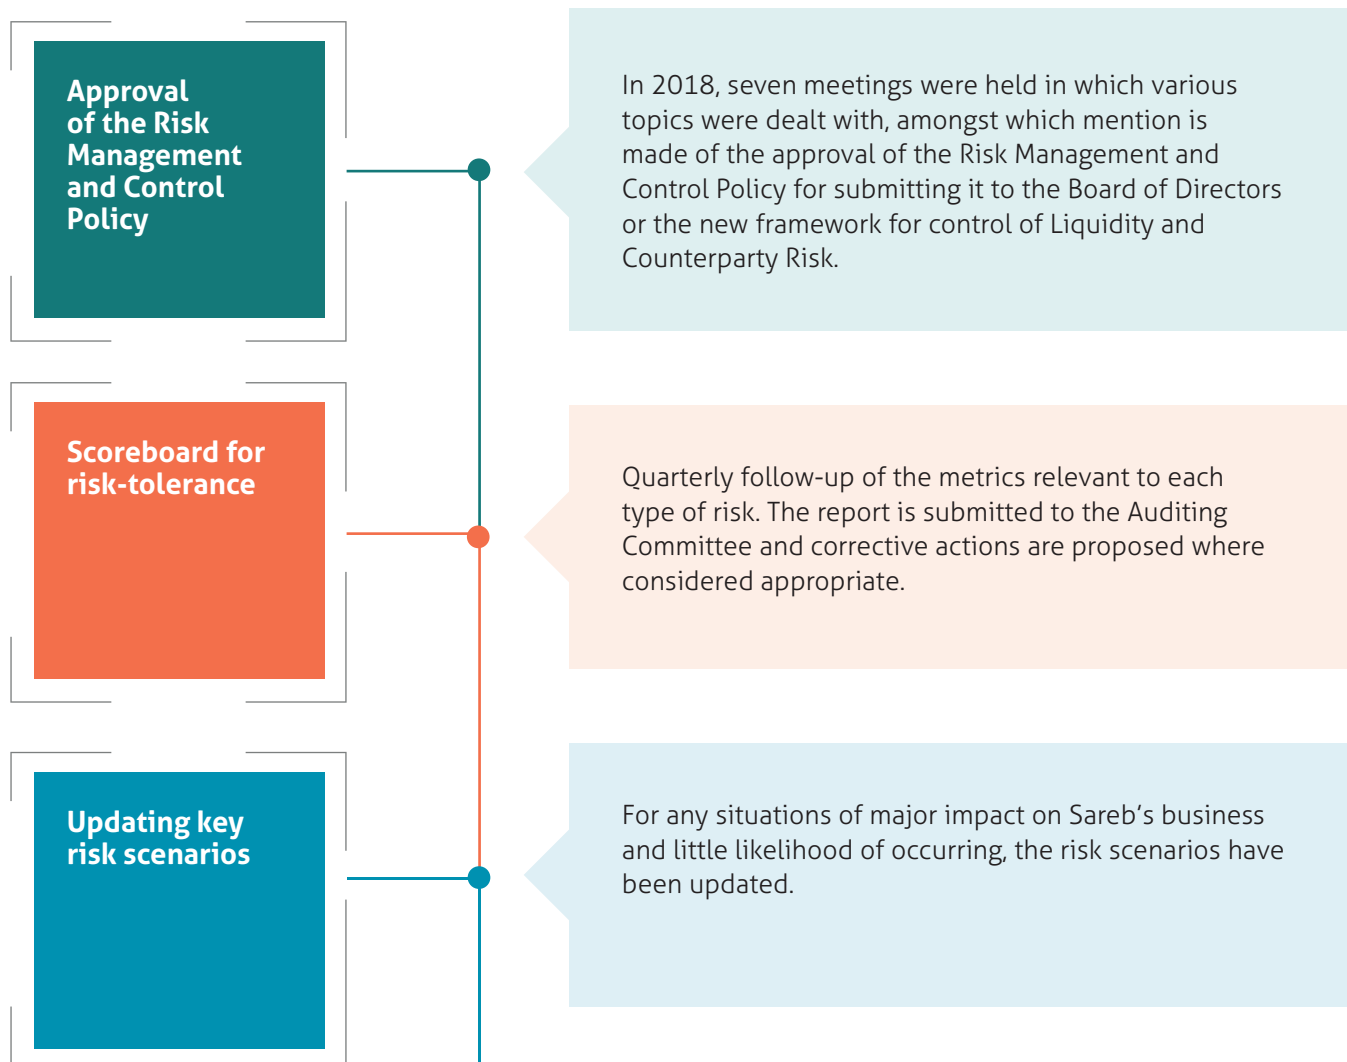 Approval
of the Risk
Management
and Control
Policy
In 2018, seven meetings were held in which various
topics were dealt with, amongst which mention is
made of the approval of the Risk Management and
Control Policy for submitting it to the Board of Directors
or the new framework for control of Liquidity and
Counterparty Risk.
Scoreboard for
risk-tolerance
Quarterly follow-up of the metrics relevant to each
type of risk. The report is submitted to the Auditing
Committee and corrective actions are proposed where
considered appropriate.
Updating key
risk scenarios
For any situations of major impact on Sareb’s business
and little likelihood of occurring, the risk scenarios have
been updated.